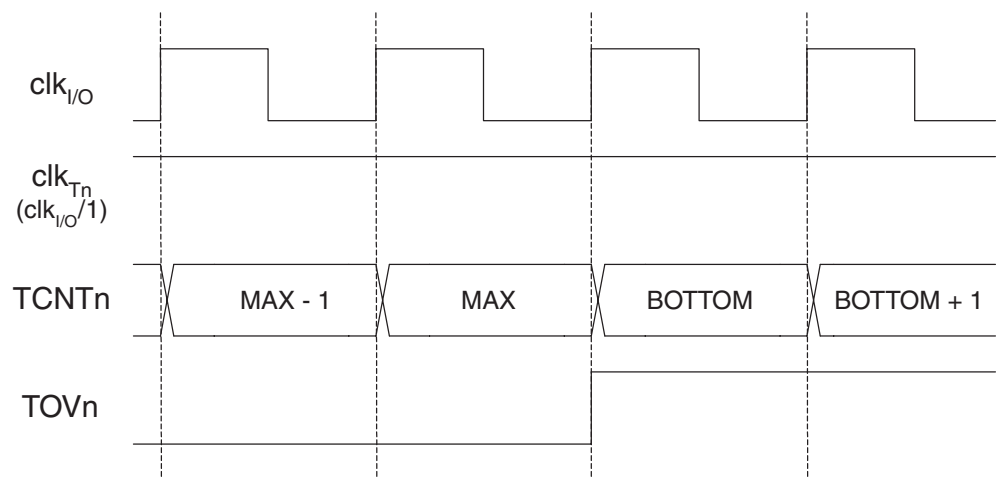 clkI/O
clkTn
(clkI/O/1)
TCNTn MAX - 1 MAX BOTTOM BOTTOM + 1
TOVn